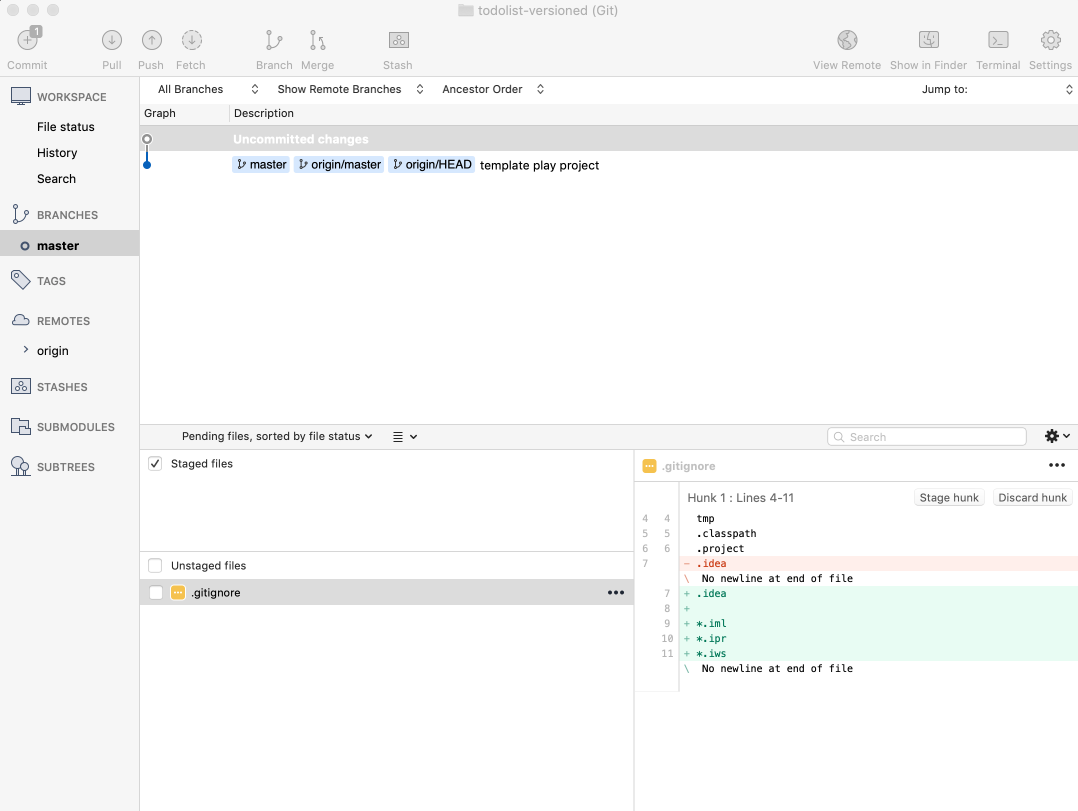 todolist-versioned (Git)
1
Commit Pull Push Fetch Branch Merge Stash View Remote Show in Finder Terminal Settings
WORKSPACE
File status
History
Search
BRANCHES
master
TAGS
REMOTES
origin
STASHES
SUBMODULES
SUBTREES
All Branches Show Remote Branches Ancestor Order Jump to:
Graph Description
Uncommitted changes
master origin/master origin/HEAD template play project
Pending files, sorted by file status Search
Staged files
Unstaged files
.gitignore
.gitignore
Hunk 1 : Lines 4-11 Stage hunk Discard hunk
4 4 tmp
5 5 .classpath
6 6 .project
7 - .idea
\ No newline at end of file
7 + .idea
8 +
9 + *.iml
10 + *.ipr
11 + *.iws
\ No newline at end of file